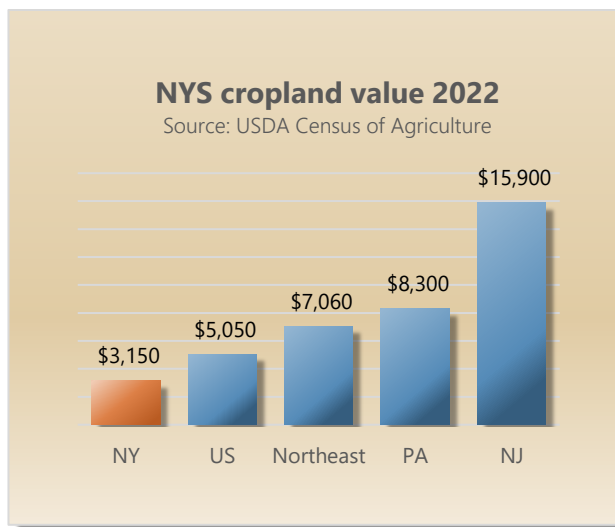 NYS cropland value 2022
Source: USDA Census of Agriculture
$15,900
$8,300
$7,060
$5,050
$3,150
NY US Northeast PA NJ